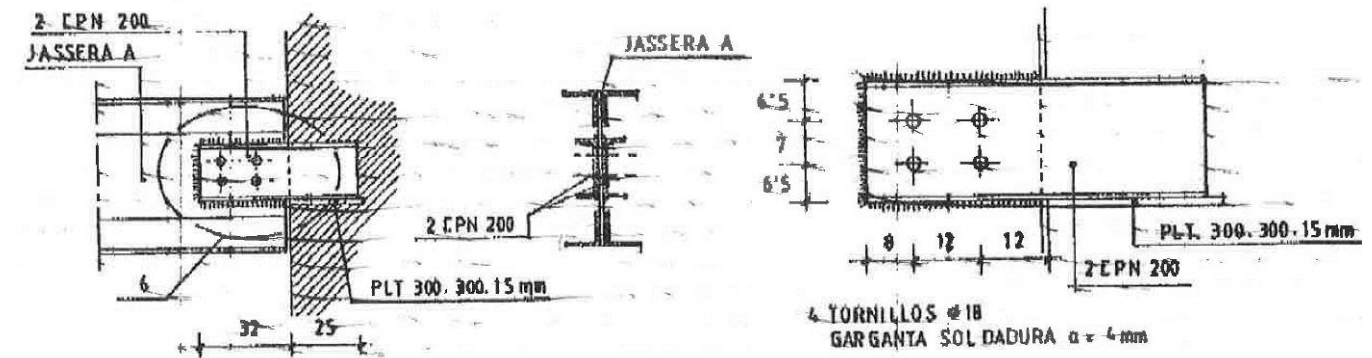 2 [PN 200
JASSERA A
6
32
25
PLT 300.300.15 mm
JASSERA A
2 [PN 200
6'5
7
6'5
8
12
12
PLT. 300.300.15 mm
2 [PN 200
4 TORNILLOS ø18
GARGANTA SOLDADURA a = 4 mm